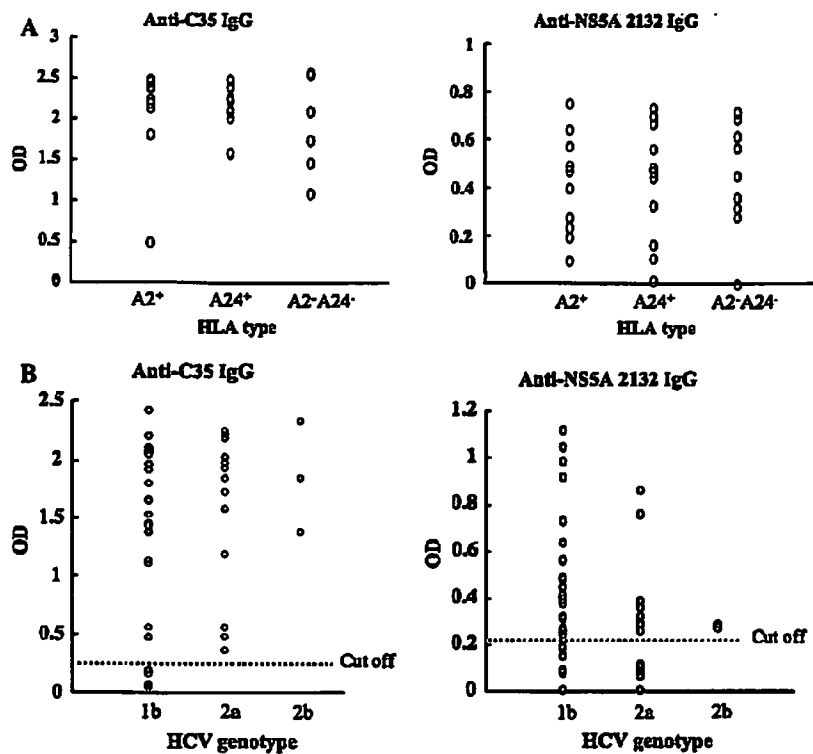 A
Anti-C35 IgG
3
2.5
2
1.5
1
0.5
0
OD
A2⁺
A24⁺
A2⁻A24⁻
HLA type
Anti-NS5A 2132 IgG
1
0.8
0.6
0.4
0.2
0
OD
A2⁺
A24⁺
A2⁻A24⁻
HLA type
B
Anti-C35 IgG
2.5
2
1.5
1
0.5
0
OD
Cut off
1b
2a
2b
HCV genotype
Anti-NS5A 2132 IgG
1.2
1
0.8
0.6
0.4
0.2
0
OD
Cut off
1b
2a
2b
HCV genotype